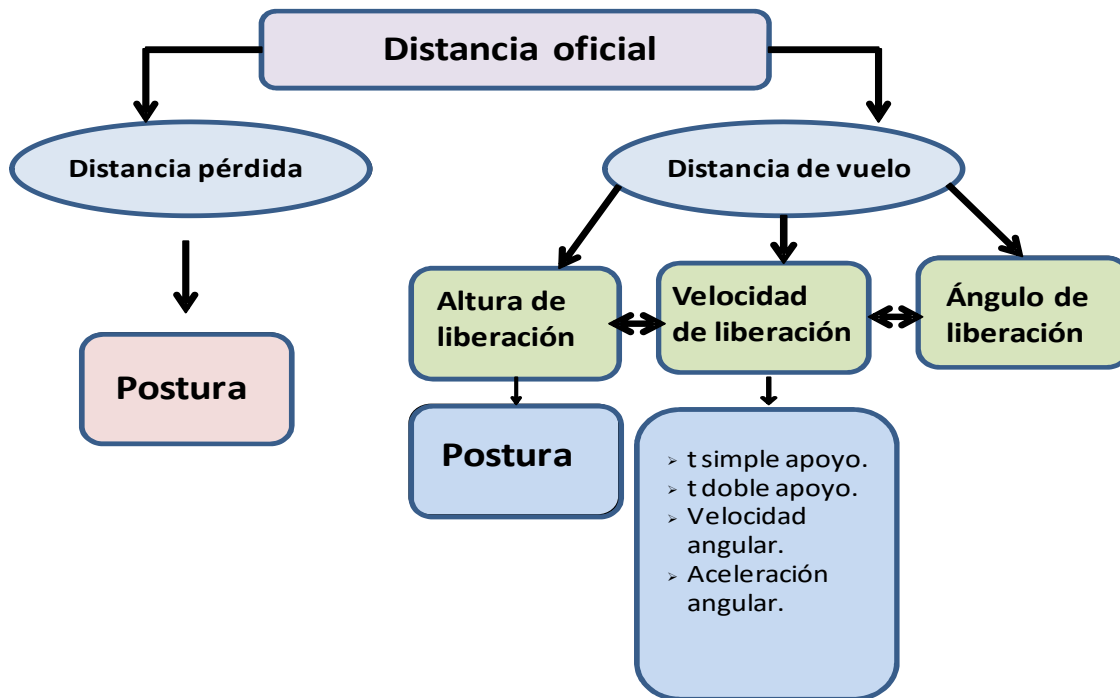 Distancia oficial
Distancia pérdida
Distancia de vuelo
Altura de
liberación
Velocidad
de liberación
Ángulo de
liberación
Postura
Postura
➢ t simple apoyo.
➢ t doble apoyo.
➢ Velocidad
angular.
➢ Aceleración
angular.